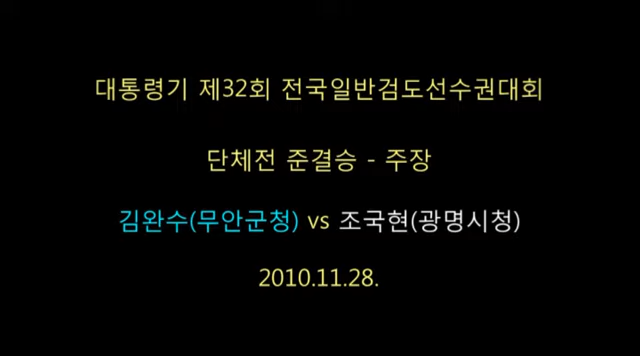 대통령기 제32회 전국일반검도선수권대회
단체전 준결승 - 주장
김완수(무안군청) vs 조국현(광명시청)
2010.11.28.